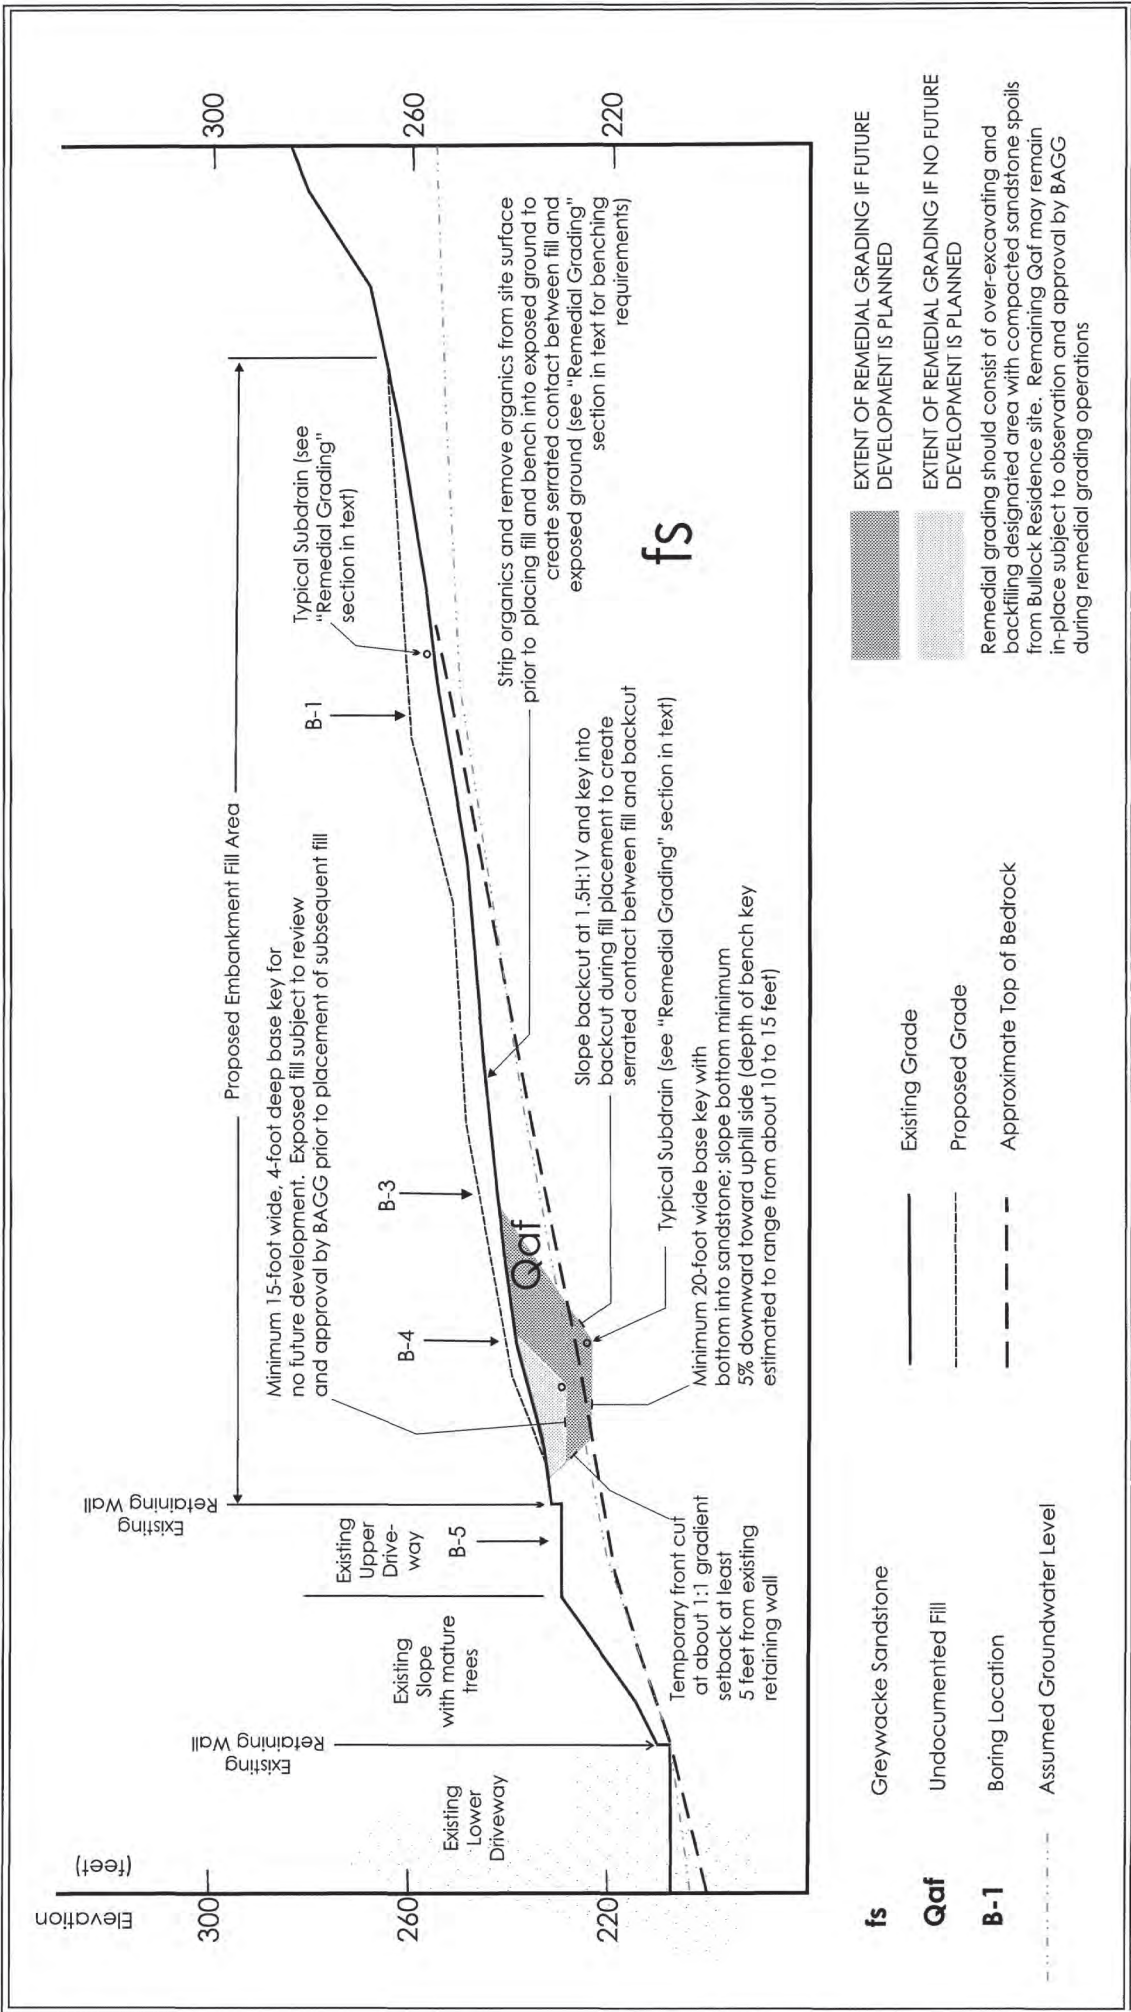 Elevation
(feet)
300
260
220
300
260
220
Proposed Embankment Fill Area
Existing
Retaining Wall
Existing
Retaining Wall
Existing
Lower
Driveway
Existing
Slope
with mature
trees
Existing
Upper
Drive-
way
B-5
B-4
B-3
B-1
Minimum 15-foot wide, 4-foot deep base key for
no future development. Exposed fill subject to review
and approval by BAGG prior to placement of subsequent fill
Typical Subdrain (see
"Remedial Grading"
section in text)
Strip organics and remove organics from site surface
prior to placing fill and bench into exposed ground to
create serrated contact between fill and
exposed ground (see "Remedial Grading"
section in text for benching
requirements)
Qaf
fs
Slope backcut at 1.5H:1V and key into
backcut during fill placement to create
serrated contact between fill and backcut
Typical Subdrain (see "Remedial Grading" section in text)
Minimum 20-foot wide base key with
bottom into sandstone; slope bottom minimum
5% downward toward uphill side (depth of bench key
estimated to range from about 10 to 15 feet)
Temporary front cut
at about 1:1 gradient
setback at least
5 feet from existing
retaining wall
fs Greywacke Sandstone
Qaf Undocumented Fill
B-1 Boring Location
Assumed Groundwater Level
Existing Grade
Proposed Grade
Approximate Top of Bedrock
EXTENT OF REMEDIAL GRADING IF FUTURE
DEVELOPMENT IS PLANNED
EXTENT OF REMEDIAL GRADING IF NO FUTURE
DEVELOPMENT IS PLANNED
Remedial grading should consist of over-excavating and
backfiling designated area with compacted sandstone spoils
from Bullock Residence site. Remaining Qaf may remain
in-place subject to observation and approval by BAGG
during remedial grading operations